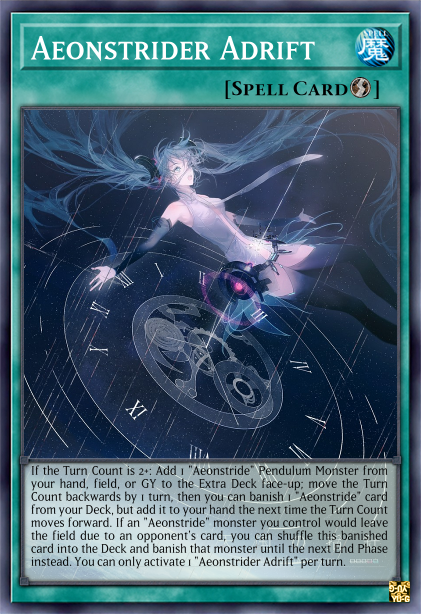 AEONSTRIDER ADRIFT
SPELL
魔
[SPELL CARD]
If the Turn Count is 2+: Add 1 "Aeonstride" Pendulum Monster from
your hand, field, or GY to the Extra Deck face-up; move the Turn
Count backwards by 1 turn, then you can banish 1 "Aeonstride" card
from your Deck, but add it to your hand the next time the Turn Count
moves forward. If an "Aeonstride" monster you control would leave
the field due to an opponent's card, you can shuffle this banished
card into the Deck and banish that monster until the next End Phase
instead. You can only activate 1 "Aeonstrider Adrift" per turn.